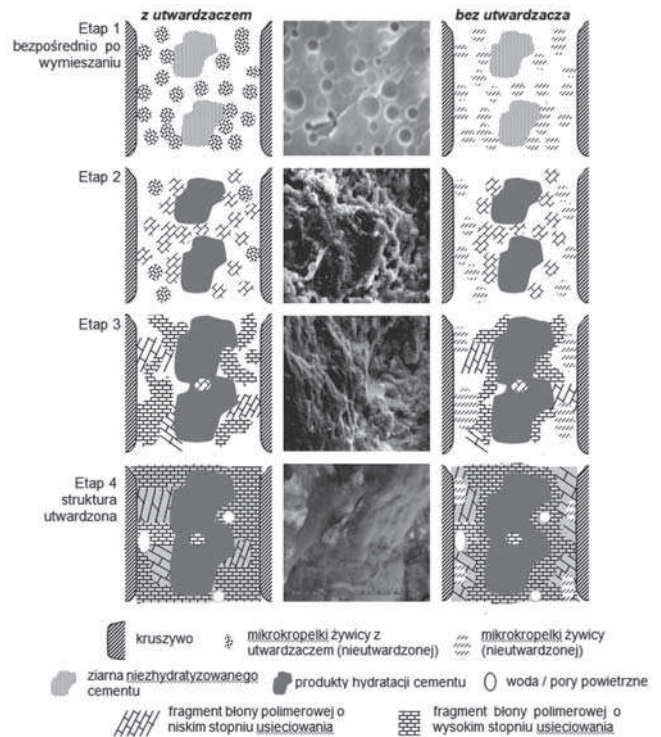 z utwardzaczem
bez utwardzacza
Etap 1
bezpośrednio po
wymieszaniu
Etap 2
Etap 3
Etap 4
struktura
utwardzona
kruszywo
mikrokropelki żywicy z
utwardzaczem (nieutwardzonej)
mikrokropelki żywicy
(nieutwardzonej)
ziarna niezhydratyzowanego
cementu
produkty hydratacji cementu
woda / pory powietrzne
fragment błony polimerowej o
niskim stopniu usieciowania
fragment błony polimerowej o
wysokim stopniu usieciowania